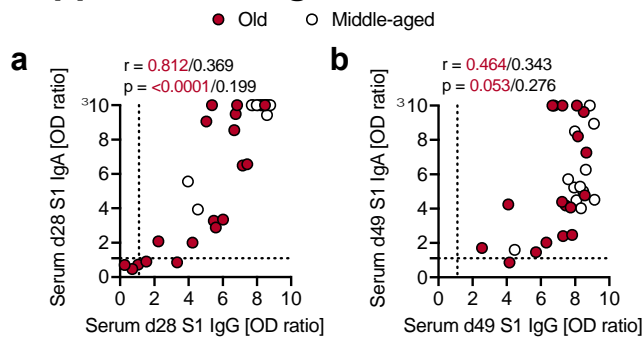 Old Middle-aged
a
r = 0.812/0.369
p = <0.0001/0.199
Serum d28 S1 IgA [OD ratio]
³10
8
6
4
2
0
0 2 4 6 8 10
Serum d28 S1 IgG [OD ratio]
b
r = 0.464/0.343
p = 0.053/0.276
Serum d49 S1 IgA [OD ratio]
³10
8
6
4
2
0
0 2 4 6 8 10
Serum d49 S1 IgG [OD ratio]